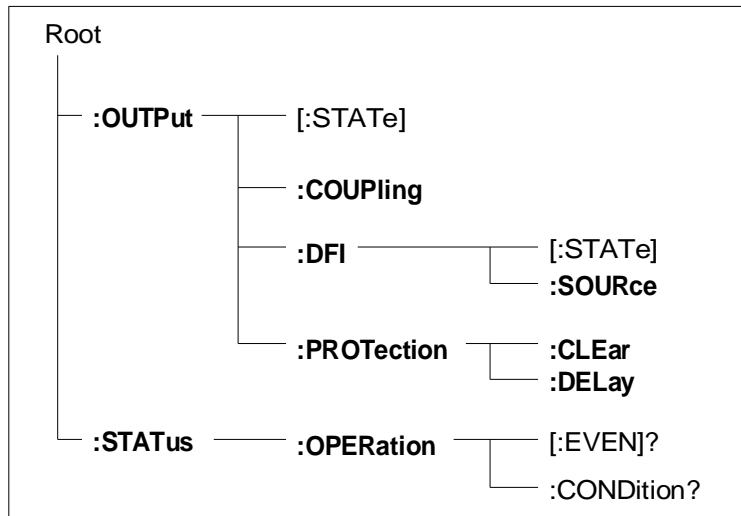 Root
:OUTPut [:STATe]
:COUPling
:DFI [:STATe]
:SOURce
:PROTection :CLEar
:DELay
:STATus :OPERation [:EVEN]?
:CONDition?